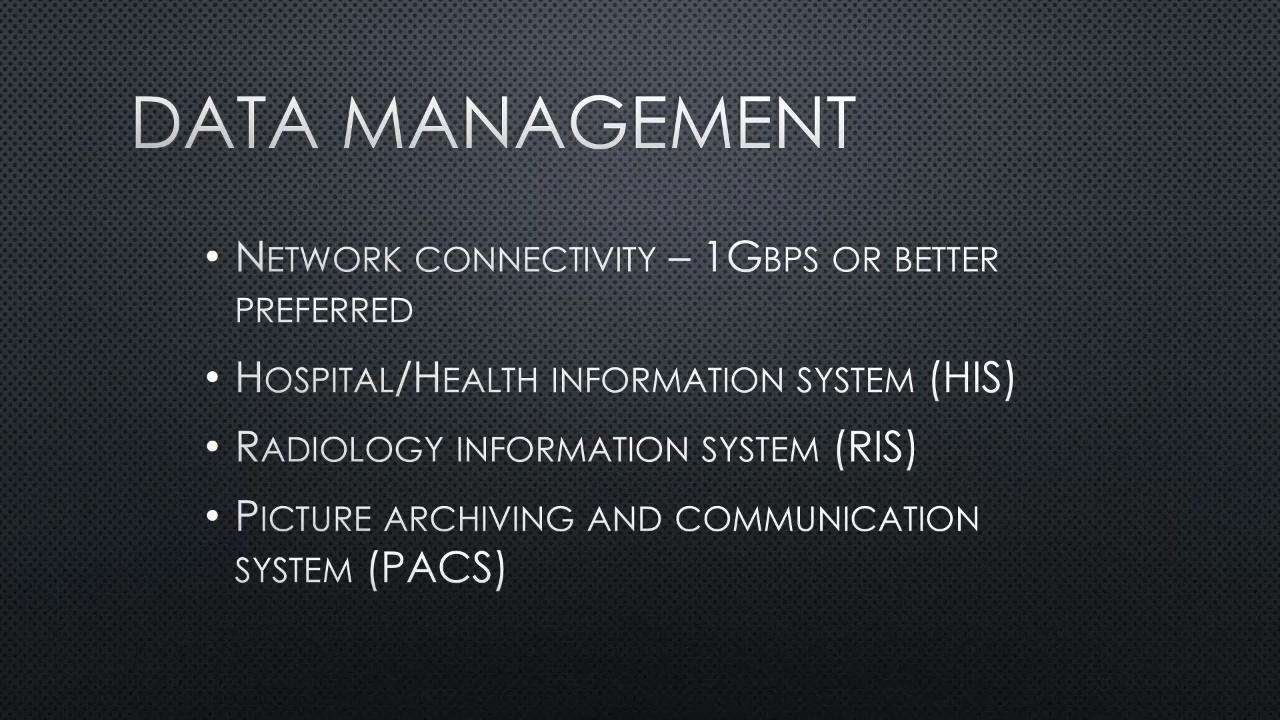 DATA MANAGEMENT
• Network connectivity – 1Gbps or better
preferred
• Hospital/Health information system (HIS)
• Radiology information system (RIS)
• Picture archiving and communication
system (PACS)